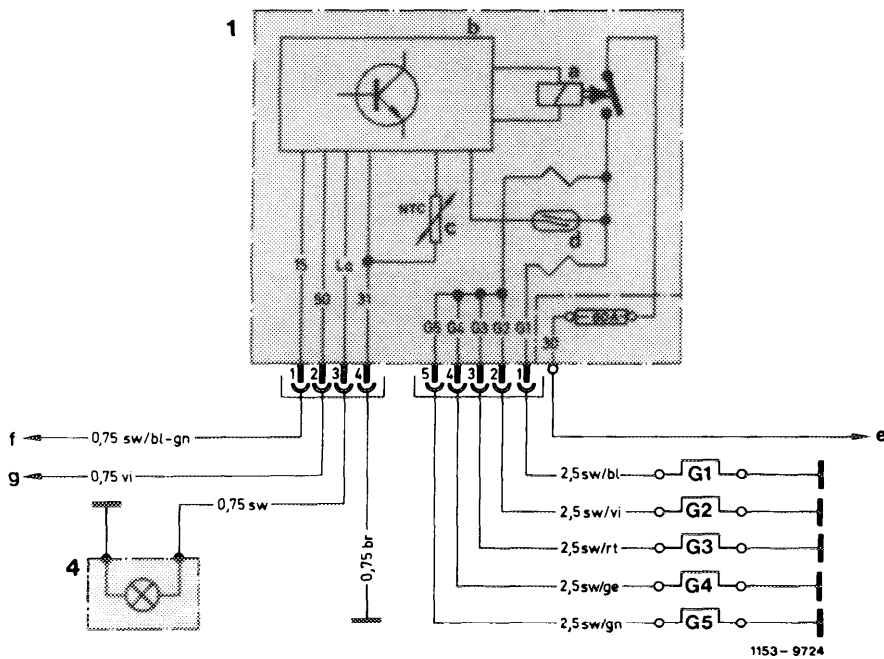 1
b
a
NTC
c
d
15
50
La
31
G5
G4
G3
G2
G1
30
80A
1
2
3
4
5
4
3
2
1
f
0,75 sw/bl-gn
e
g
0,75 vi
0,75 sw
0,75 br
4
2,5 sw/bl
G1
2,5 sw/vi
G2
2,5 sw/rt
G3
2,5 sw/ge
G4
2,5 sw/gn
G5
1153-9724